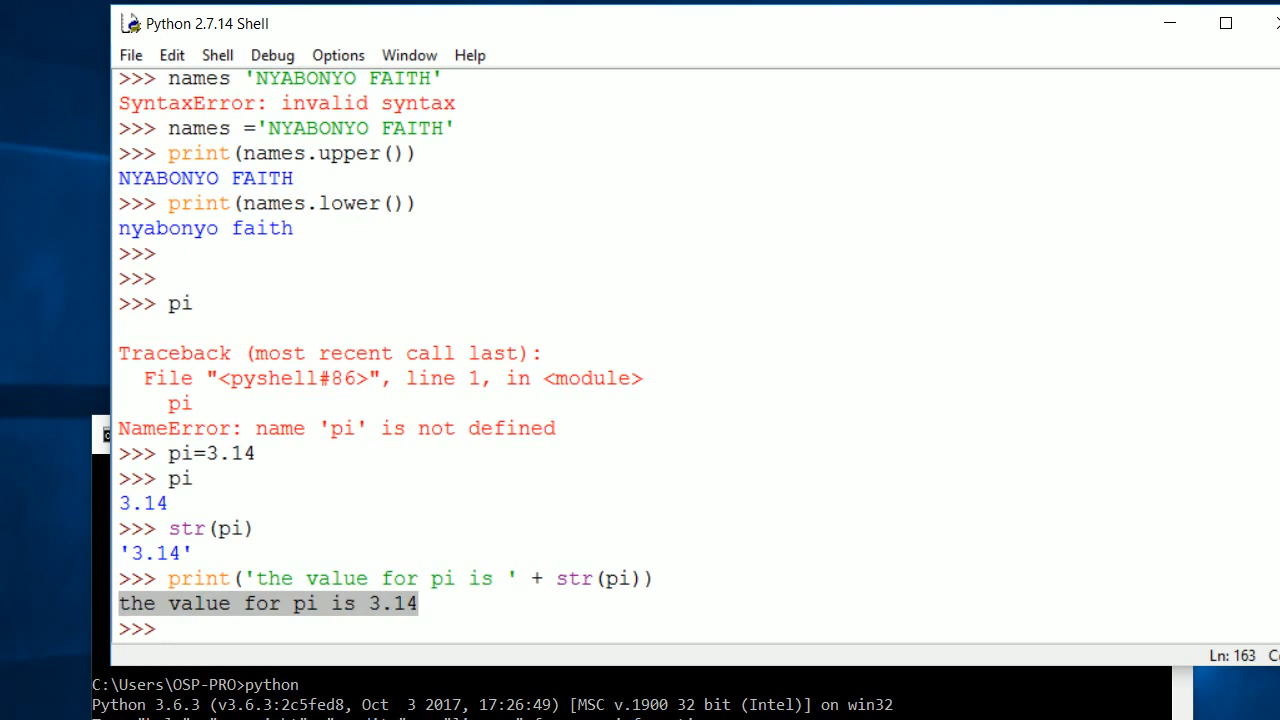 Python 2.7.14 Shell
File Edit Shell Debug Options Window Help
>>> names 'NYABONYO FAITH'
SyntaxError: invalid syntax
>>> names ='NYABONYO FAITH'
>>> print(names.upper())
NYABONYO FAITH
>>> print(names.lower())
nyabonyo faith
>>>
>>>
>>> pi
Traceback (most recent call last):
File "<pyshell#86>", line 1, in <module>
pi
NameError: name 'pi' is not defined
>>> pi=3.14
>>> pi
3.14
>>> str(pi)
'3.14'
>>> print('the value for pi is ' + str(pi))
the value for pi is 3.14
>>>
Ln: 163
C:\Users\OSP-PRO>python
Python 3.6.3 (v3.6.3:2c5fed8, Oct  3 2017, 17:26:49) [MSC v.1900 32 bit (Intel)] on win32